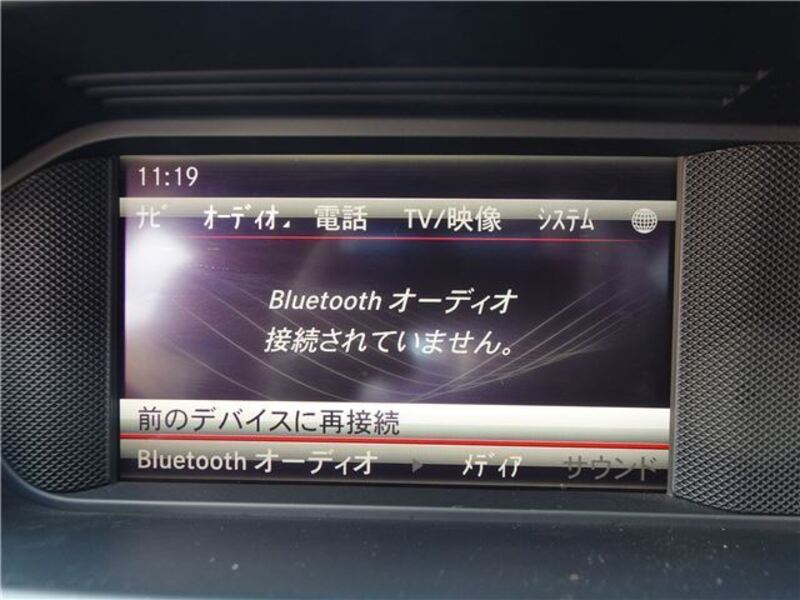 11:19
ナビ オーディオ 電話 TV/映像 システム
Bluetooth オーディオ
接続されていません。
前のデバイスに再接続
Bluetooth オーディオ メディア サウンド